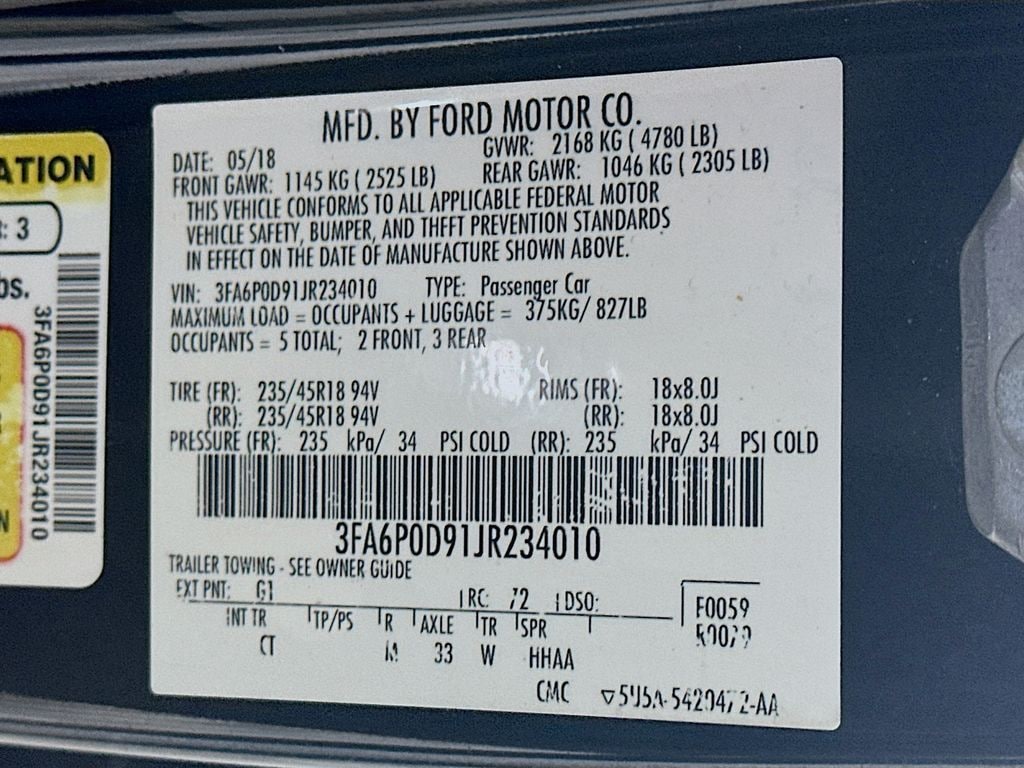 MFD. BY FORD MOTOR CO.
DATE: 05/18 GVWR: 2168 KG ( 4780 LB)
FRONT GAWR: 1145 KG ( 2525 LB) REAR GAWR: 1046 KG ( 2305 LB)
THIS VEHICLE CONFORMS TO ALL APPLICABLE FEDERAL MOTOR
VEHICLE SAFETY, BUMPER, AND THEFT PREVENTION STANDARDS
IN EFFECT ON THE DATE OF MANUFACTURE SHOWN ABOVE.
VIN: 3FA6P0D91JR234010 TYPE: Passenger Car
MAXIMUM LOAD = OCCUPANTS + LUGGAGE = 375KG/ 827LB
OCCUPANTS = 5 TOTAL; 2 FRONT, 3 REAR
TIRE (FR): 235/45R18 94V RIMS (FR): 18x8.0J
(RR): 235/45R18 94V (RR): 18x8.0J
PRESSURE (FR): 235 kPa/ 34 PSI COLD (RR): 235 kPa/ 34 PSI COLD
3FA6P0D91JR234010
TRAILER TOWING - SEE OWNER GUIDE
EXT PNT: G1 RC: 72 DSO: F0059
INT TR TP/PS R AXLE TR SPR
CT M 33 W HHAA
CMC
ATION
: 3
bs.
3FA6P0D91JR234010
N